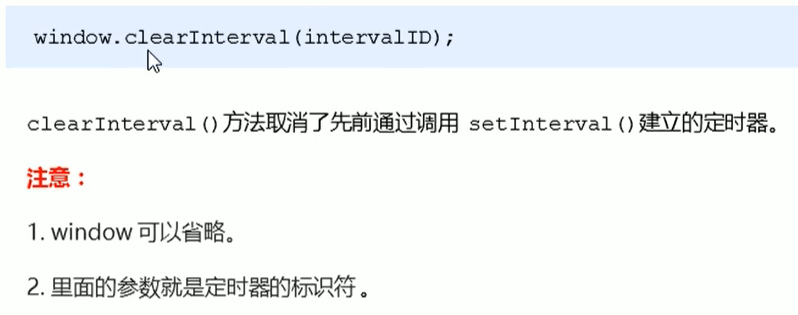 window.clearInterval(intervalID);
clearInterval()方法取消了先前通过调用 setInterval()建立的定时器。
注意：
1. window 可以省略。
2. 里面的参数就是定时器的标识符 。